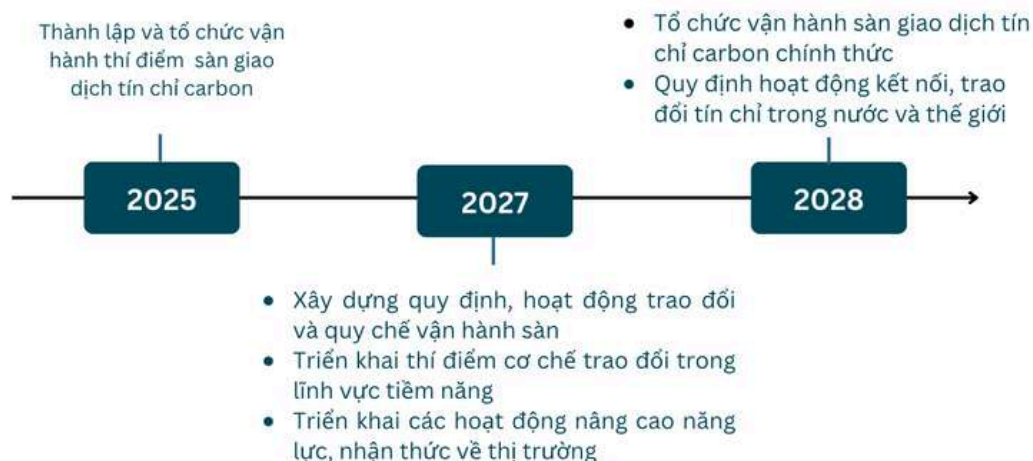 Thành lập và tổ chức vận
hành thí điểm sàn giao
dịch tín chỉ carbon
2025
• Xây dựng quy định, hoạt động trao đổi
và quy chế vận hành sàn
• Triển khai thí điểm cơ chế trao đổi trong
lĩnh vực tiềm năng
• Triển khai các hoạt động nâng cao năng
lực, nhận thức về thị trường
2027
• Tổ chức vận hành sàn giao dịch tín
chỉ carbon chính thức
• Quy định hoạt động kết nối, trao
đổi tín chỉ trong nước và thế giới
2028